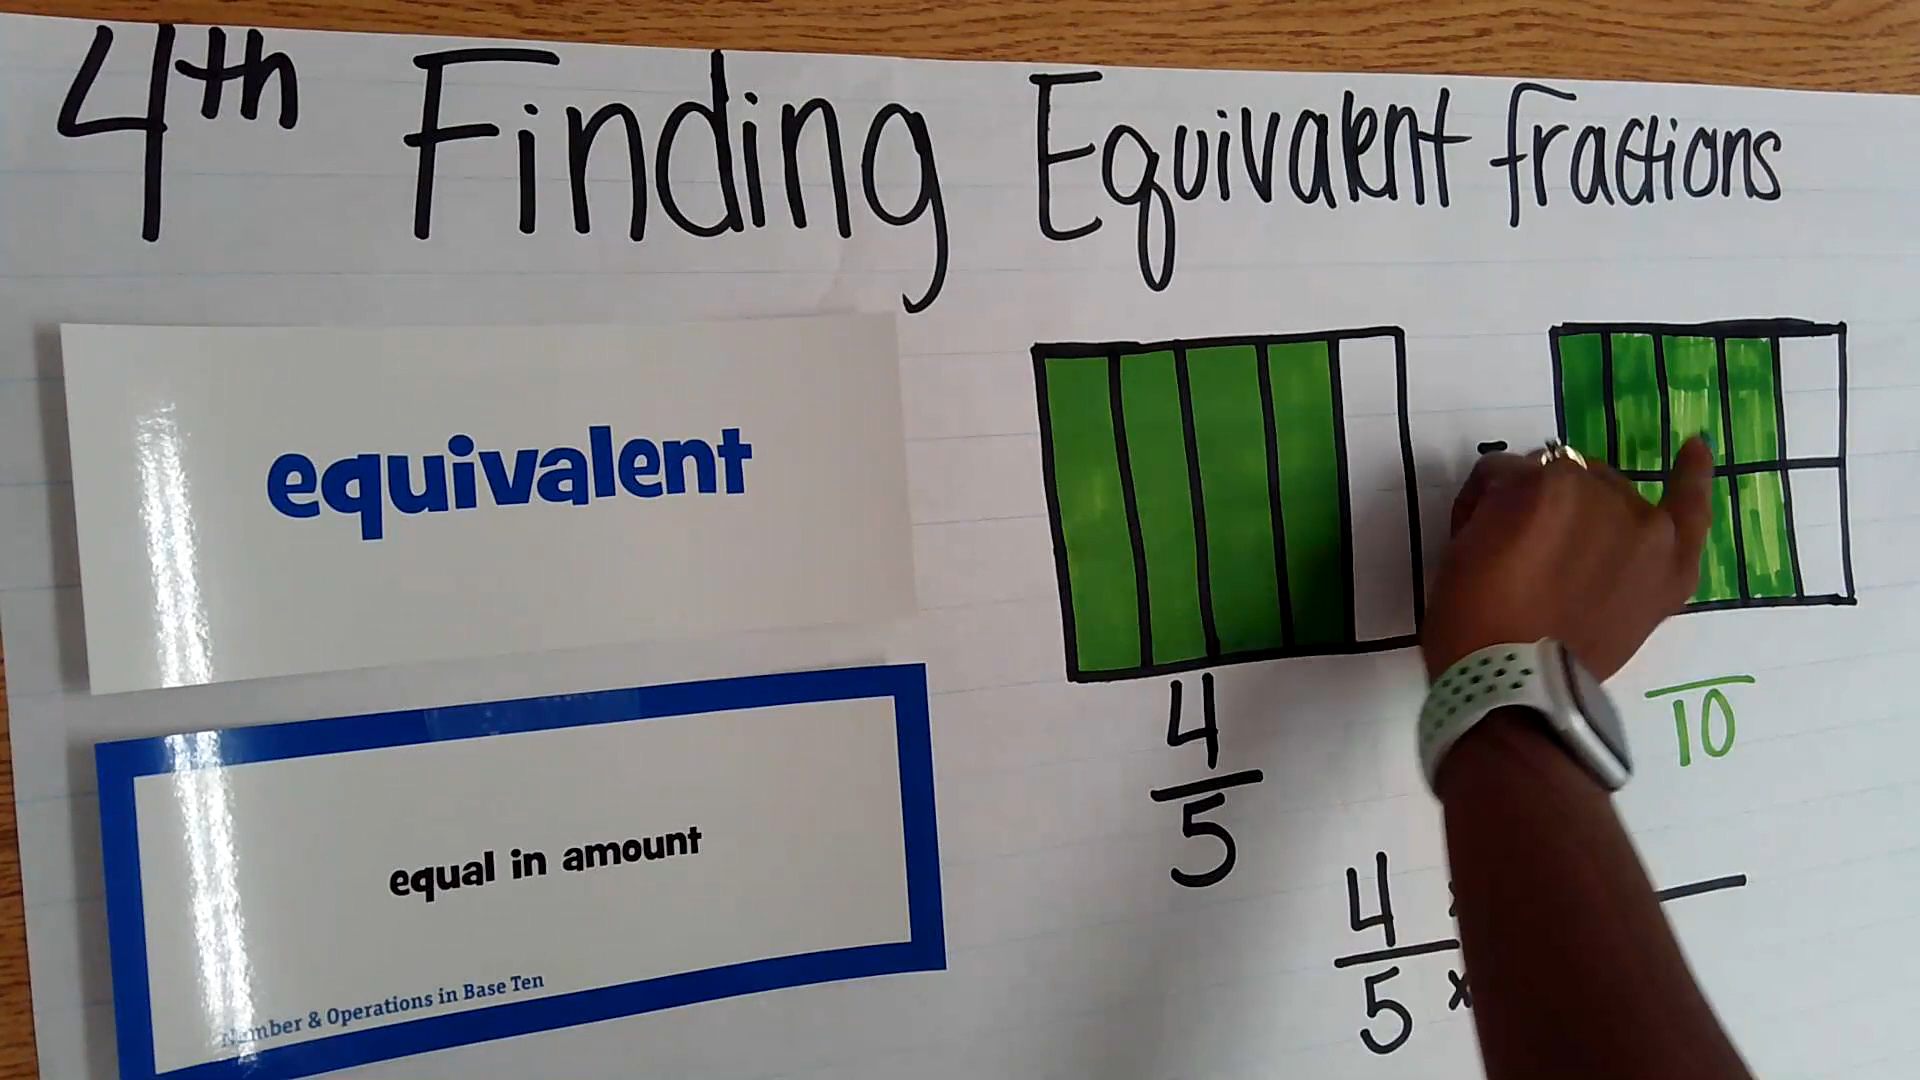 4th Finding Equivalent fractions
equivalent
equal in amount
Number & Operations in Base Ten
4
5
=
10
4
5 x